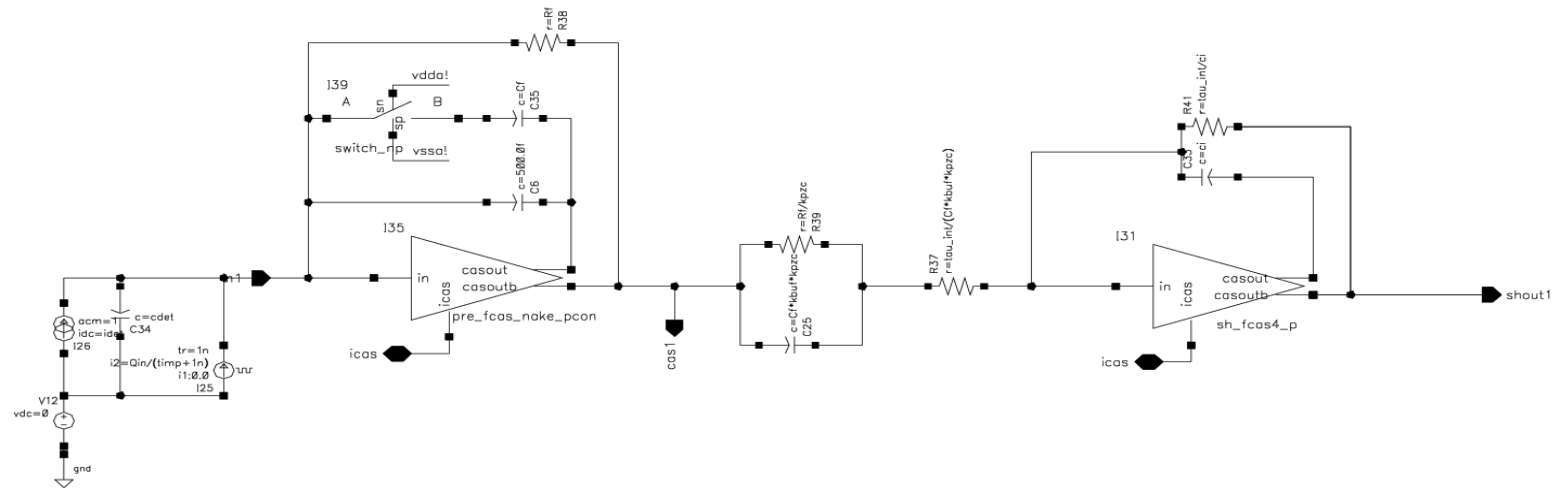 r=Rf
R38
I39
vdda!
A
sn
B
sp
c=Cf
C35
switch_np
vssa!
c=500.0f
C6
I35
in
casout
casoutb
icas
pre_fcas_nake_pcon
icas
acm=1
idc=idet
I26
c=cdet
C34
tr=1n
i2=Qin/(timp+1n)
i1:0.0
I25
V12
vdc=0
gnd
cas1
r=Rf/kpzc
R39
c=Cf*kbuf*kpzc
C25
R37
r=tau_int/(Cf*kbuf*kpzc)
R41
r=tau_int/ci
C33
c=ci
I31
in
casout
casoutb
icas
sh_fcas4_p
icas
shout1